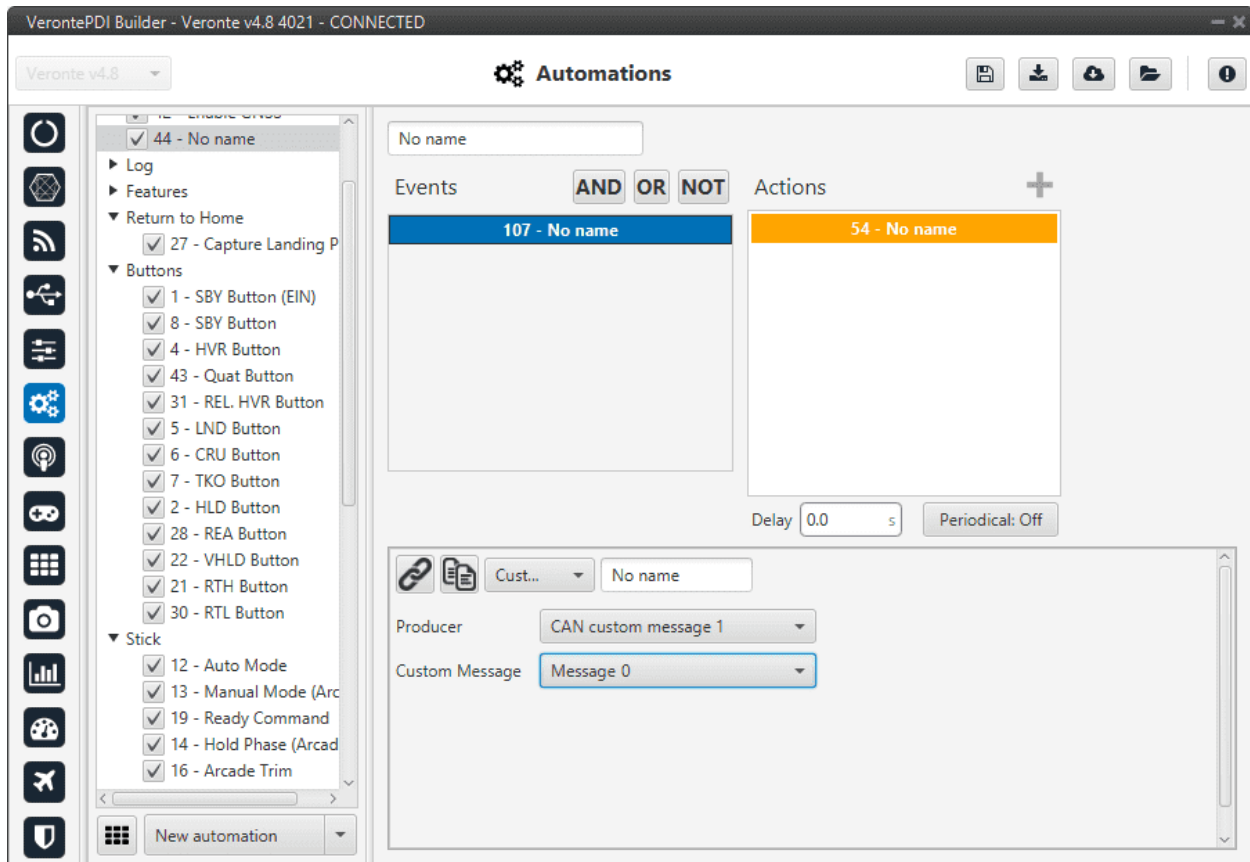 VerontePDI Builder - Veronte v4.8 4021 - CONNECTED
Veronte v4.8
Automations
44 - No name
Log
Features
Return to Home
27 - Capture Landing P
Buttons
1 - SBY Button (EIN)
8 - SBY Button
4 - HVR Button
43 - Quat Button
31 - REL. HVR Button
5 - LND Button
6 - CRU Button
7 - TKO Button
2 - HLD Button
28 - REA Button
22 - VHLD Button
21 - RTH Button
30 - RTL Button
Stick
12 - Auto Mode
13 - Manual Mode (Arc
19 - Ready Command
14 - Hold Phase (Arcad
16 - Arcade Trim
New automation
No name
Events AND OR NOT
107 - No name
Actions
54 - No name
Delay 0.0 s Periodical: Off
Cust... No name
Producer CAN custom message 1
Custom Message Message 0